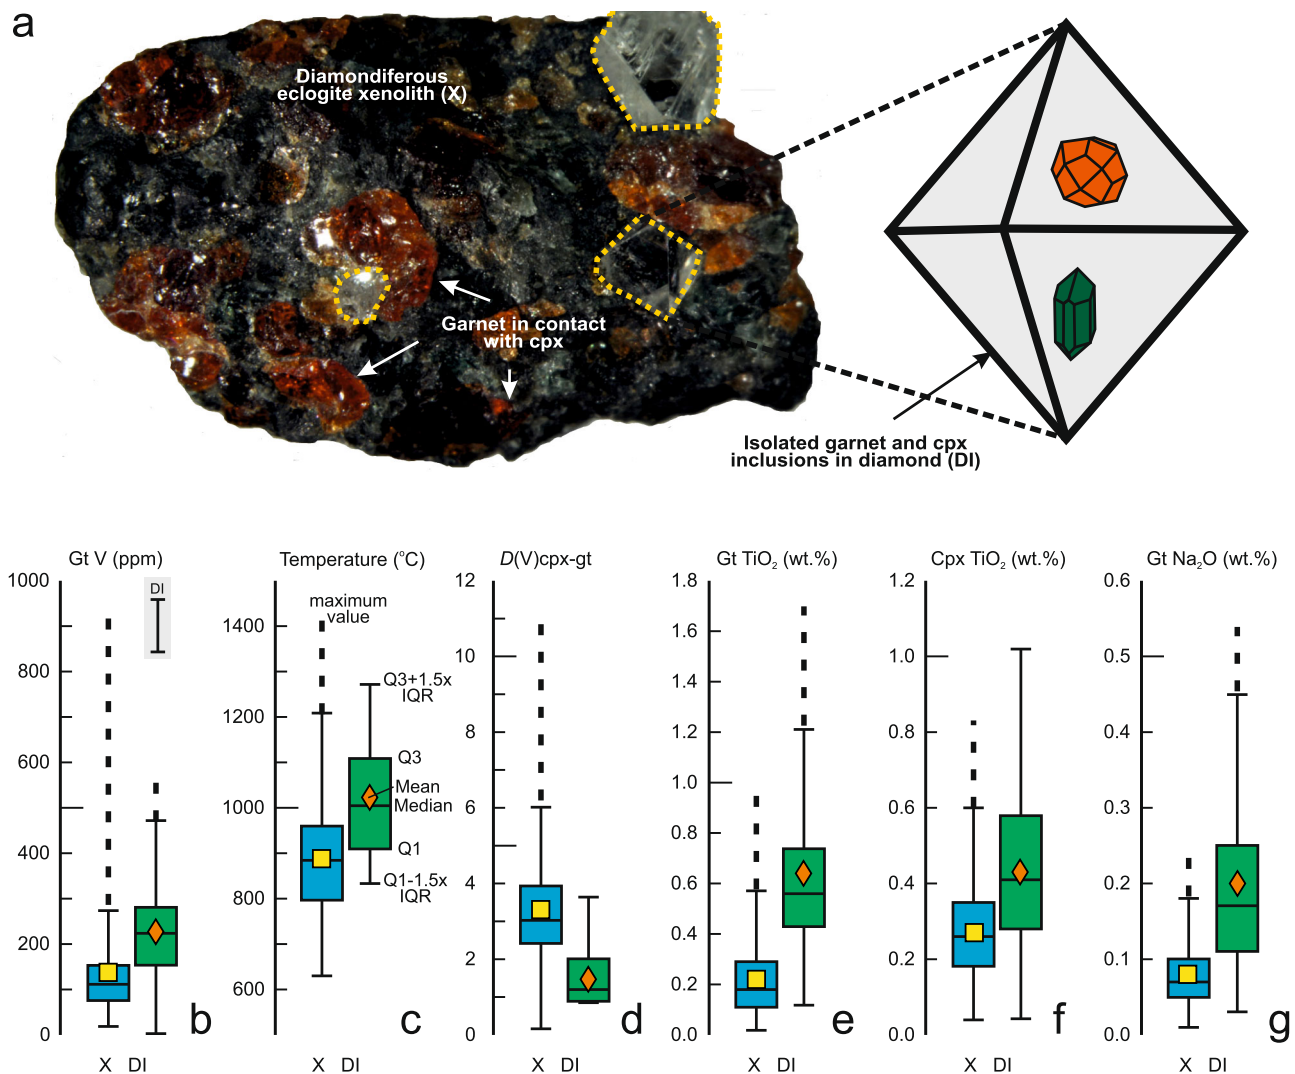 a
Diamondiferous
eclogite xenolith (X)
Garnet in contact
with cpx
Isolated garnet and cpx
inclusions in diamond (DI)
Gt V (ppm)
1000
800
600
400
200
0
DI
b
X DI
Temperature (°C)
1400
1200
1000
800
600
maximum
value
Q3+1.5x
IQR
Q3
Mean
Median
Q1
Q1-1.5x
IQR
c
X DI
D(V)cpx-gt
12
10
8
6
4
2
0
d
X DI
Gt TiO₂ (wt.%)
1.8
1.6
1.4
1.2
1.0
0.8
0.6
0.4
0.2
0.0
e
X DI
Cpx TiO₂ (wt.%)
1.2
1.0
0.8
0.6
0.4
0.2
0.0
f
X DI
Gt Na₂O (wt.%)
0.6
0.5
0.4
0.3
0.2
0.1
0.0
g
X DI